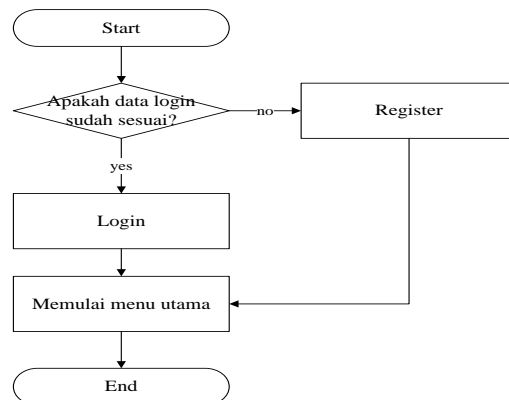 Start
Apakah data login
sudah sesuai?
no
Register
yes
Login
Memulai menu utama
End